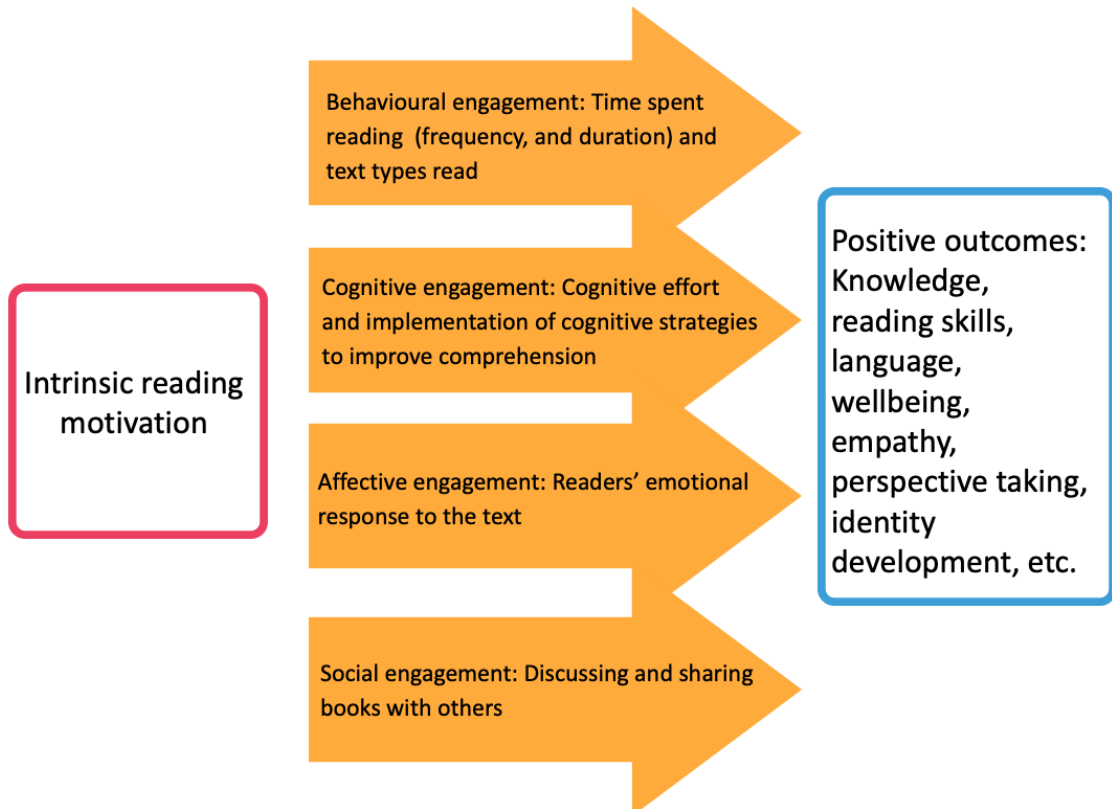 Behavioural engagement: Time spent
reading (frequency, and duration) and
text types read
Intrinsic reading
motivation
Cognitive engagement: Cognitive effort
and implementation of cognitive strategies
to improve comprehension
Affective engagement: Readers’ emotional
response to the text
Social engagement: Discussing and sharing
books with others
Positive outcomes:
Knowledge,
reading skills,
language,
wellbeing,
empathy,
perspective taking,
identity
development, etc.